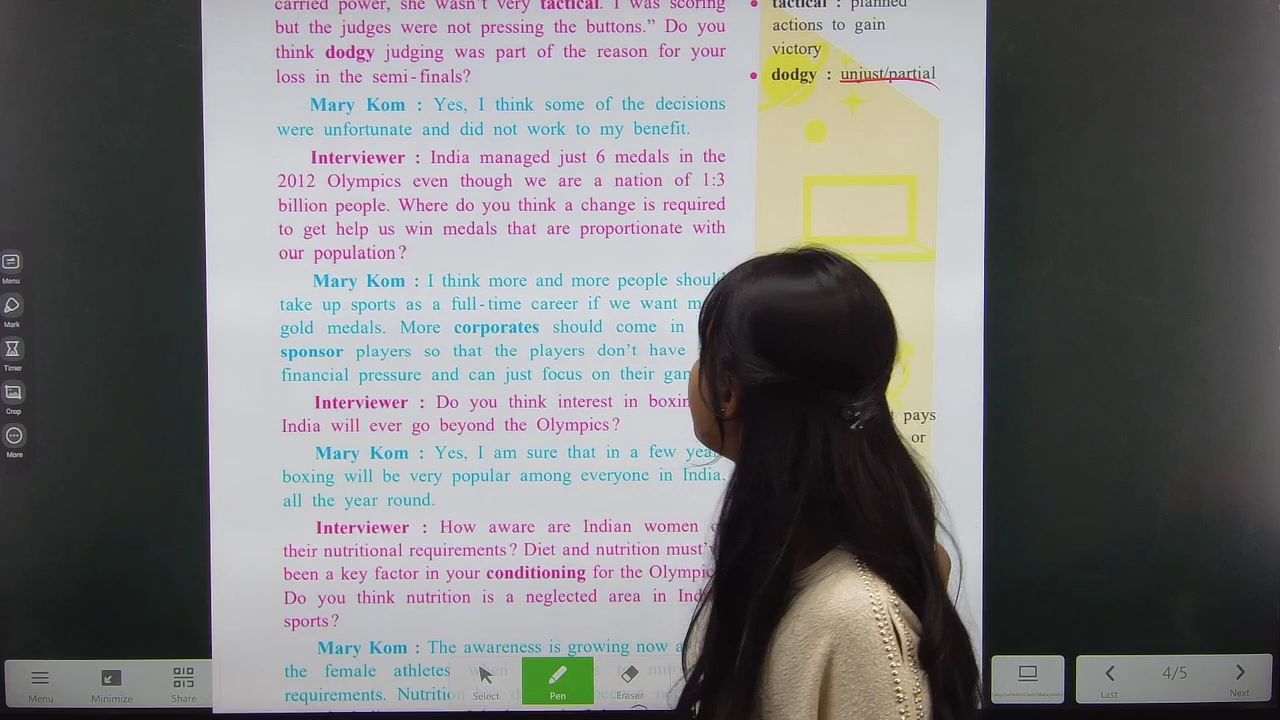 carried power, she wasn't very tactical. I was scoring
but the judges were not pressing the buttons.” Do you
think dodgy judging was part of the reason for your
loss in the semi-finals?
Mary Kom : Yes, I think some of the decisions
were unfortunate and did not work to my benefit.
Interviewer : India managed just 6 medals in the
2012 Olympics even though we are a nation of 1:3
billion people. Where do you think a change is required
to get help us win medals that are proportionate with
our population?
Mary Kom : I think more and more people should
take up sports as a full-time career if we want
gold medals. More corporates should come in
sponsor players so that the players don't have
financial pressure and can just focus on their
Interviewer : Do you think interest in
India will ever go beyond the Olympics?
Mary Kom : Yes, I am sure that in a few
boxing will be very popular among everyone in India.
all the year round.
Interviewer : How aware are Indian women
their nutritional requirements? Diet and nutrition
been a key factor in your conditioning for the
Do you think nutrition is a neglected area in
sports?
Mary Kom : The awareness is growing now
the female athletes
requirements.
• tactical : planned
actions to gain
victory
• dodgy : unjust/partial
pays
or
Menu
Mark
Timer
Crop
More
Menu
Minimize
Share
Select
Pen
Eraser
Last
4/5
Next